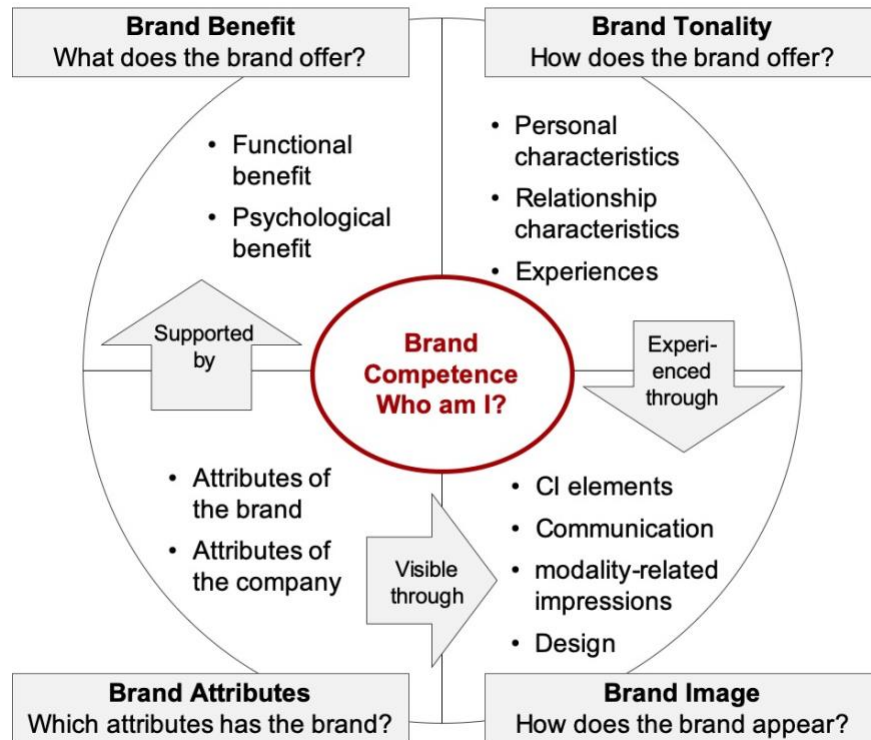 Brand Benefit
What does the brand offer?
Brand Tonality
How does the brand offer?
• Functional
benefit
• Psychological
benefit
• Personal
characteristics
• Relationship
characteristics
• Experiences
Supported
by
Brand
Competence
Who am I?
Experi-
enced
through
• Attributes of
the brand
• Attributes of
the company
Visible
through
• CI elements
• Communication
• modality-related
impressions
• Design
Brand Attributes
Which attributes has the brand?
Brand Image
How does the brand appear?